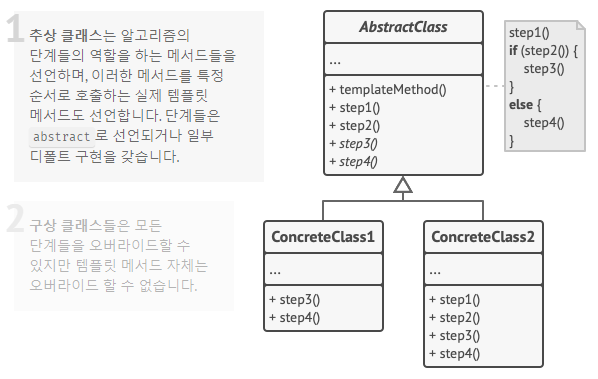 1
추상 클래스는 알고리즘의
단계들의 역할을 하는 메서드들을
선언하며, 이러한 메서드를 특정
순서로 호출하는 실제 템플릿
메서드도 선언합니다. 단계들은
abstract 로 선언되거나 일부
디폴트 구현을 갖습니다.
2
구상 클래스들은 모든
단계들을 오버라이드할 수
있지만 템플릿 메서드 자체는
오버라이드 할 수 없습니다.
AbstractClass
...
+ templateMethod()
+ step1()
+ step2()
+ step3()
+ step4()
step1()
if (step2()) {
step3()
}
else {
step4()
}
ConcreteClass1
...
+ step3()
+ step4()
ConcreteClass2
...
+ step1()
+ step2()
+ step3()
+ step4()